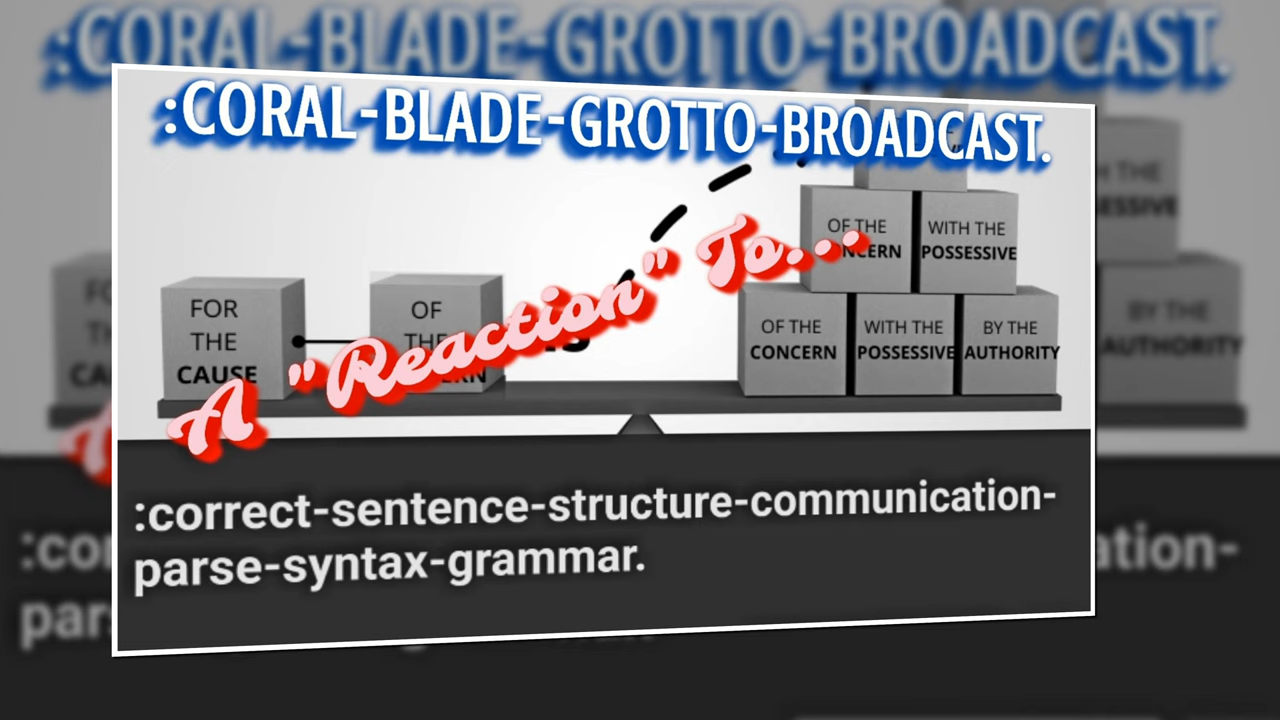 :CORAL-BLADE-GROTTO-BROADCAST.
A "Reaction" To...
FOR
THE
CAUSE
OF
THE
OF THE
WITH THE
POSSESSIVE
OF THE
CONCERN
WITH THE
POSSESSIVE
BY THE
AUTHORITY
:correct-sentence-structure-communication-
parse-syntax-grammar.